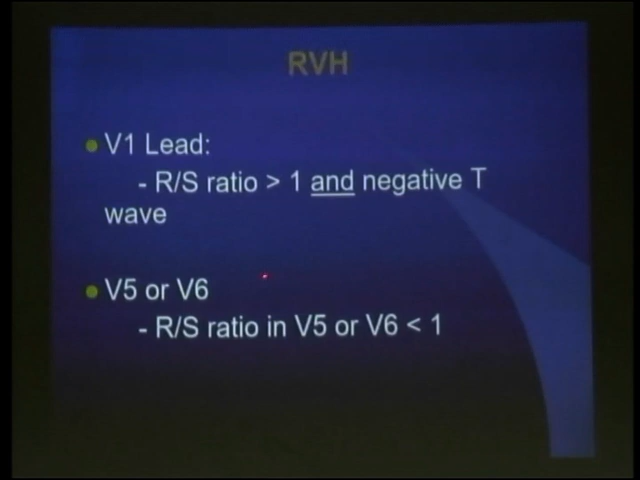 RVH
V1 Lead:
- R/S ratio > 1 and negative T
wave
V5 or V6
- R/S ratio in V5 or V6 < 1